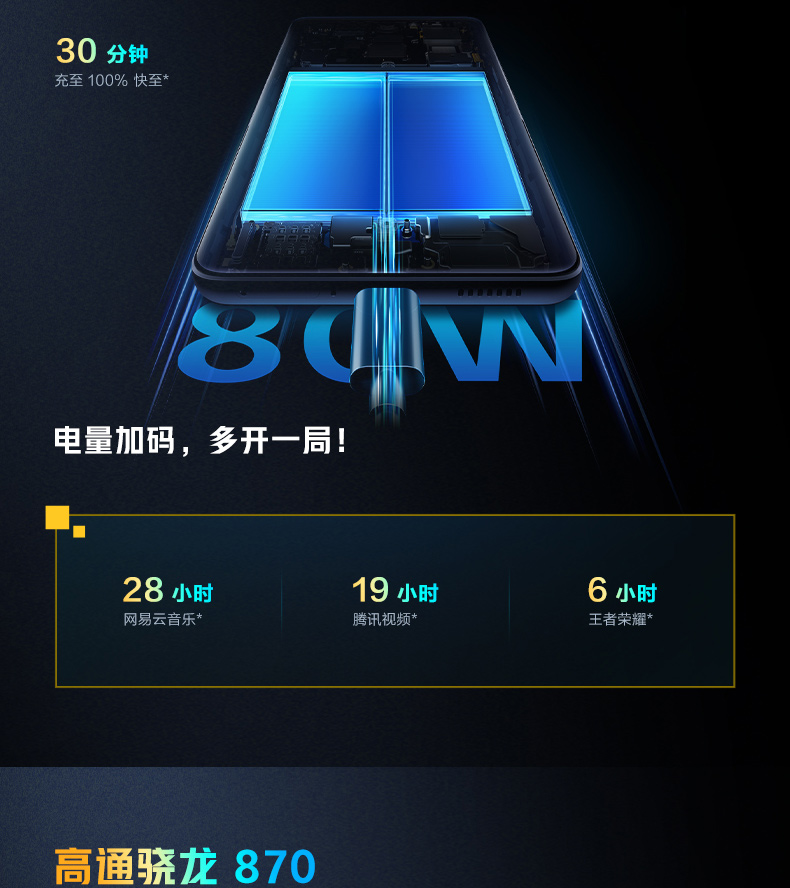 30 分钟
充至 100% 快至*
80W
电量加码，多开一局！
28 小时
网易云音乐*
19 小时
腾讯视频*
6 小时
王者荣耀*
高通骁龙 870